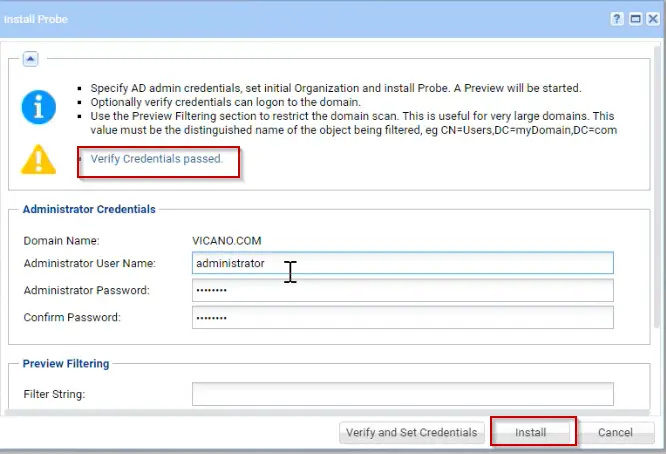 Install Probe
Specify AD admin credentials, set initial Organization and install Probe. A Preview will be started.
Optionally verify credentials can logon to the domain.
Use the Preview Filtering section to restrict the domain scan. This is useful for very large domains. This
value must be the distinguished name of the object being filtered, eg CN=Users,DC=myDomain,DC=com
Verify Credentials passed.
Administrator Credentials
Domain Name: VICANO.COM
Administrator User Name: administrator
Administrator Password: ••••••••
Confirm Password: ••••••••
Preview Filtering
Filter String:
Verify and Set Credentials Install Cancel